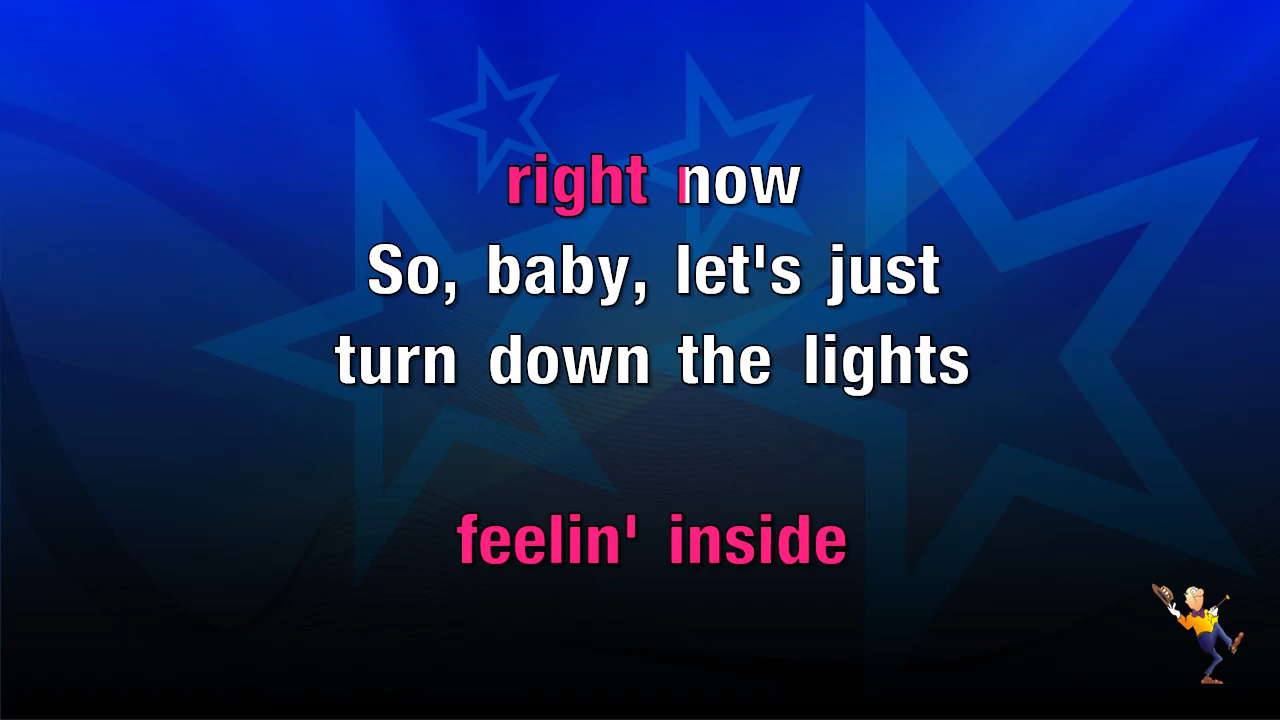 right now
So, baby, let's just
turn down the lights
feelin' inside